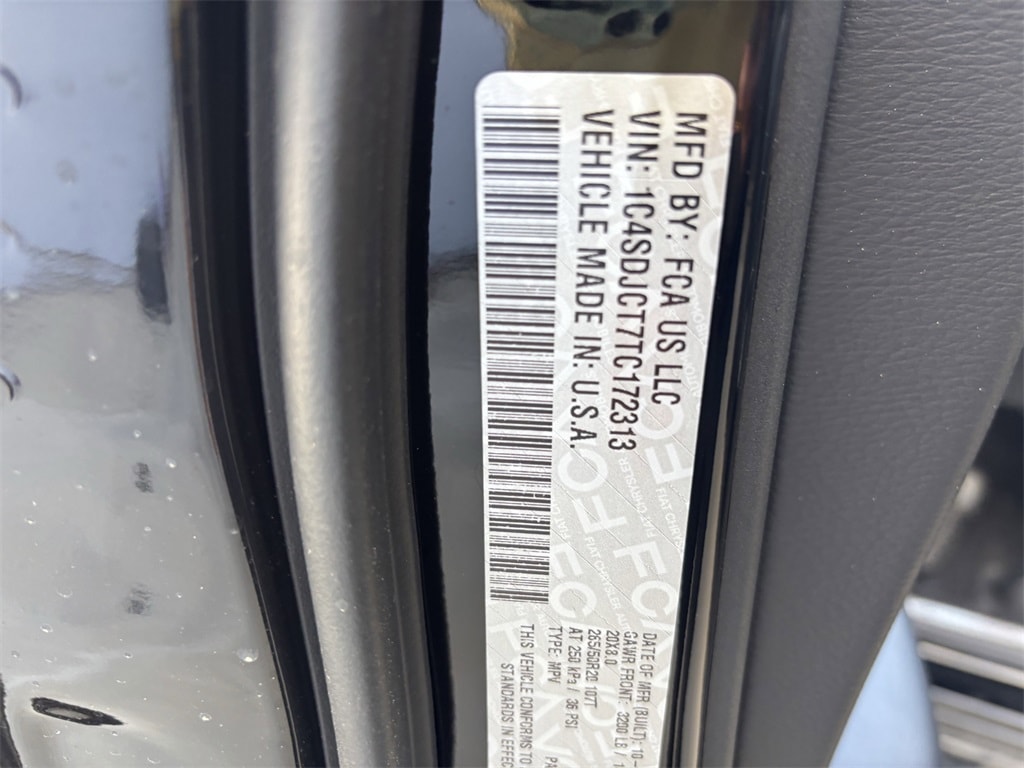 MFD BY: FCA US LLC
VIN: 1C4SDJCT7TC172313
VEHICLE MADE IN: U.S.A.
DATE OF MFR (BUILT): 10-
GAWR FRONT: 3200 LB / 1
20X8.0
265/50R20 107T
AT 250 kPa / 36 PSI
TYPE: MPV
THIS VEHICLE CONFORMS TO
STANDARDS IN EFFEC